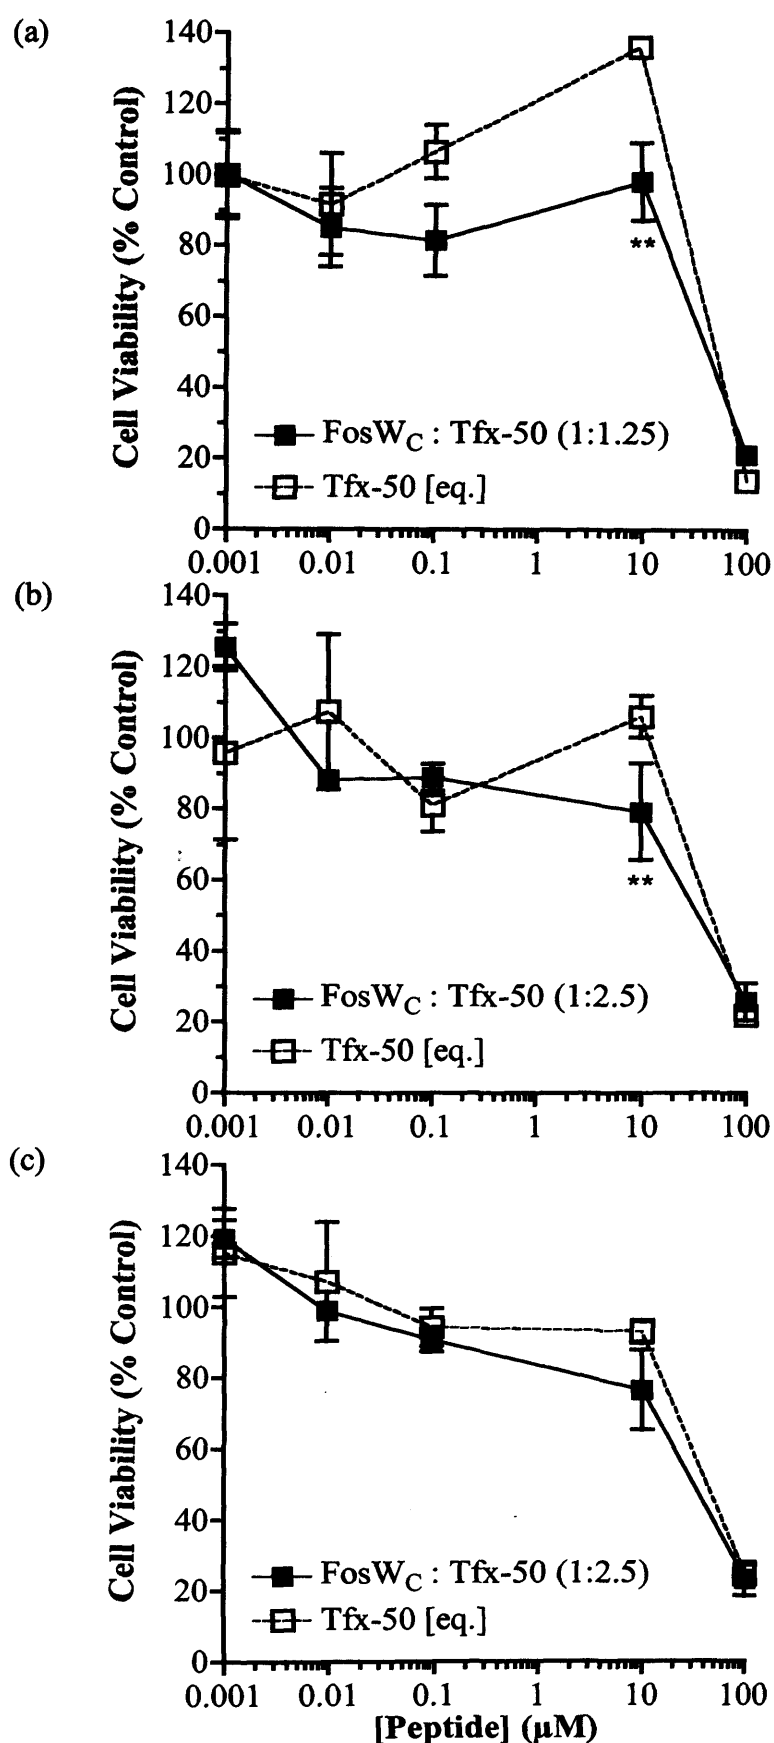 (a)
Cell Viability (% Control)
140
120
100
80
60
40
20
0
**
FosWC : Tfx-50 (1:1.25)
Tfx-50 [eq.]
0.001 0.01 0.1 1 10 100
(b)
Cell Viability (% Control)
140
120
100
80
60
40
20
0
**
FosWC : Tfx-50 (1:2.5)
Tfx-50 [eq.]
0.001 0.01 0.1 1 10 100
(c)
Cell Viability (% Control)
140
120
100
80
60
40
20
0
FosWC : Tfx-50 (1:2.5)
Tfx-50 [eq.]
0.001 0.01 0.1 1 10 100
[Peptide] (μM)